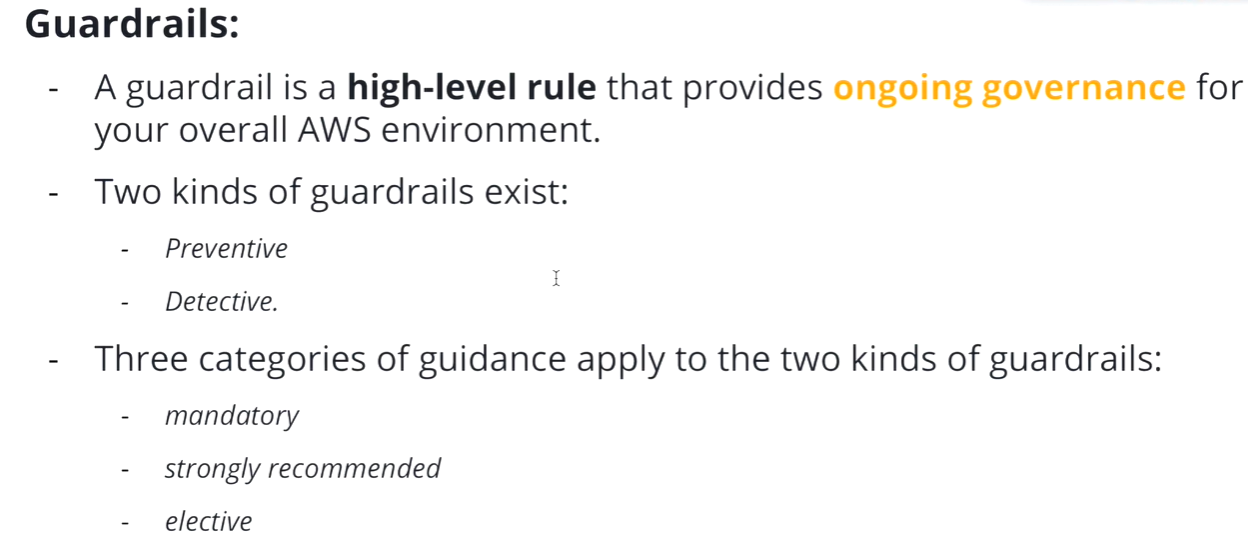 Guardrails:
- A guardrail is a high-level rule that provides ongoing governance for
your overall AWS environment.
- Two kinds of guardrails exist:
- Preventive
- Detective.
- Three categories of guidance apply to the two kinds of guardrails:
- mandatory
- strongly recommended
- elective